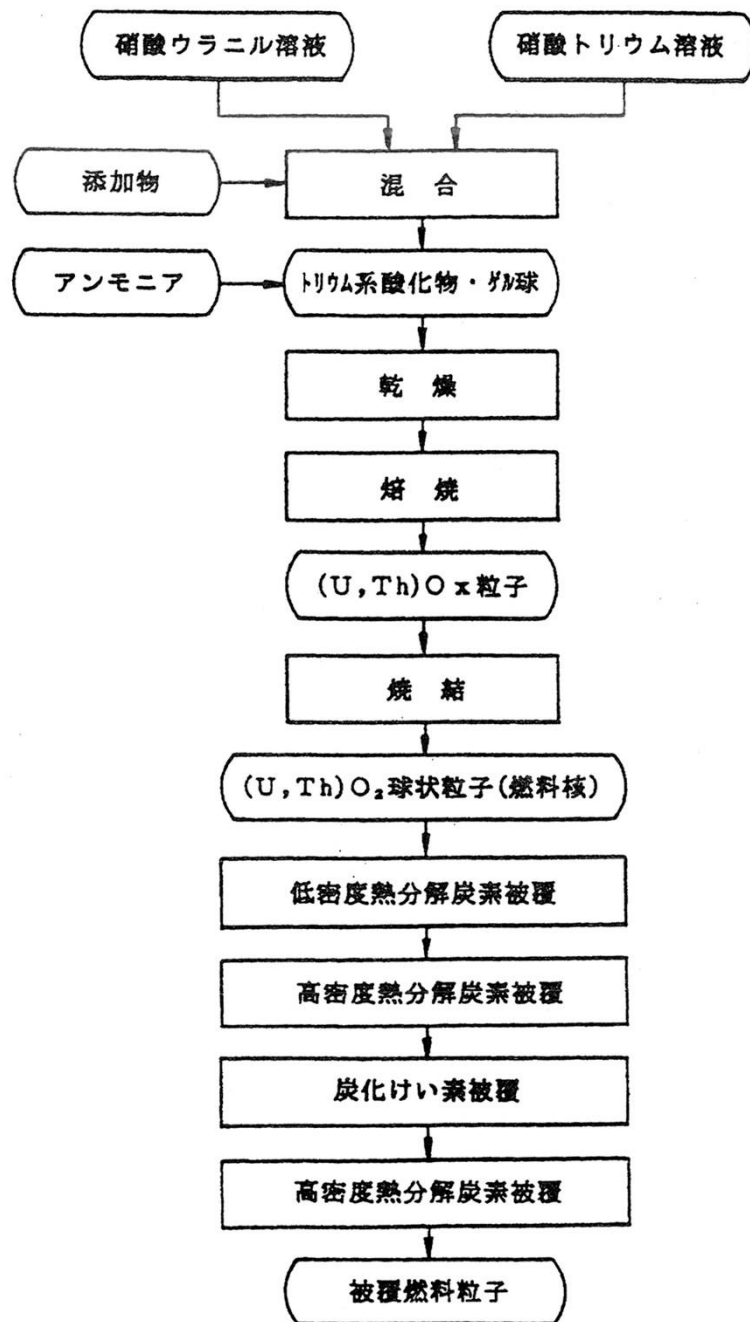 硝酸ウラニル溶液
硝酸トリウム溶液
添加物
混 合
アンモニア
トリウム系酸化物・ゲル球
乾 燥
焙 焼
(U,Th)Ox粒子
焼 結
(U,Th)O₂球状粒子(燃料核)
低密度熱分解炭素被覆
高密度熱分解炭素被覆
炭化けい素被覆
高密度熱分解炭素被覆
被覆燃料粒子